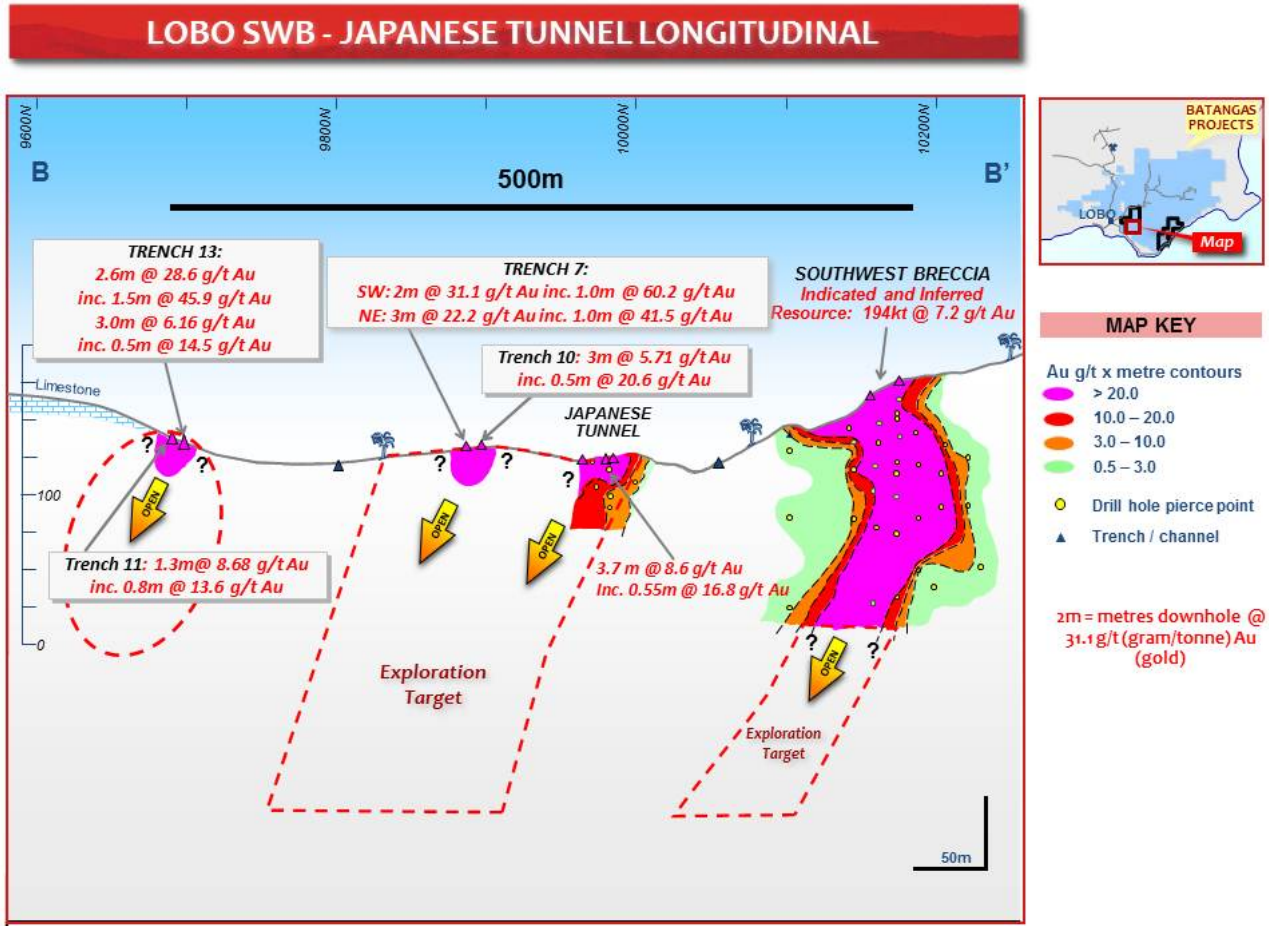 LOBO SWB - JAPANESE TUNNEL LONGITUDINAL
9600N
9800N
10000N
10200N
B
B'
500m
TRENCH 13:
2.6m @ 28.6 g/t Au
inc. 1.5m @ 45.9 g/t Au
3.0m @ 6.16 g/t Au
inc. 0.5m @ 14.5 g/t Au
TRENCH 7:
SW: 2m @ 31.1 g/t Au inc. 1.0m @ 60.2 g/t Au
NE: 3m @ 22.2 g/t Au inc. 1.0m @ 41.5 g/t Au
SOUTHWEST BRECCIA
Indicated and Inferred
Resource: 194kt @ 7.2 g/t Au
Trench 10: 3m @ 5.71 g/t Au
inc. 0.5m @ 20.6 g/t Au
Limestone
JAPANESE
TUNNEL
?
?
?
?
?
100
OPEN
OPEN
OPEN
Trench 11: 1.3m@ 8.68 g/t Au
inc. 0.8m @ 13.6 g/t Au
3.7 m @ 8.6 g/t Au
Inc. 0.55m @ 16.8 g/t Au
0
?
?
OPEN
Exploration
Target
Exploration
Target
50m
BATANGAS
PROJECTS
LOBO
Map
MAP KEY
Au g/t x metre contours
> 20.0
10.0 – 20.0
3.0 – 10.0
0.5 – 3.0
Drill hole pierce point
Trench / channel
2m = metres downhole @
31.1 g/t (gram/tonne) Au
(gold)